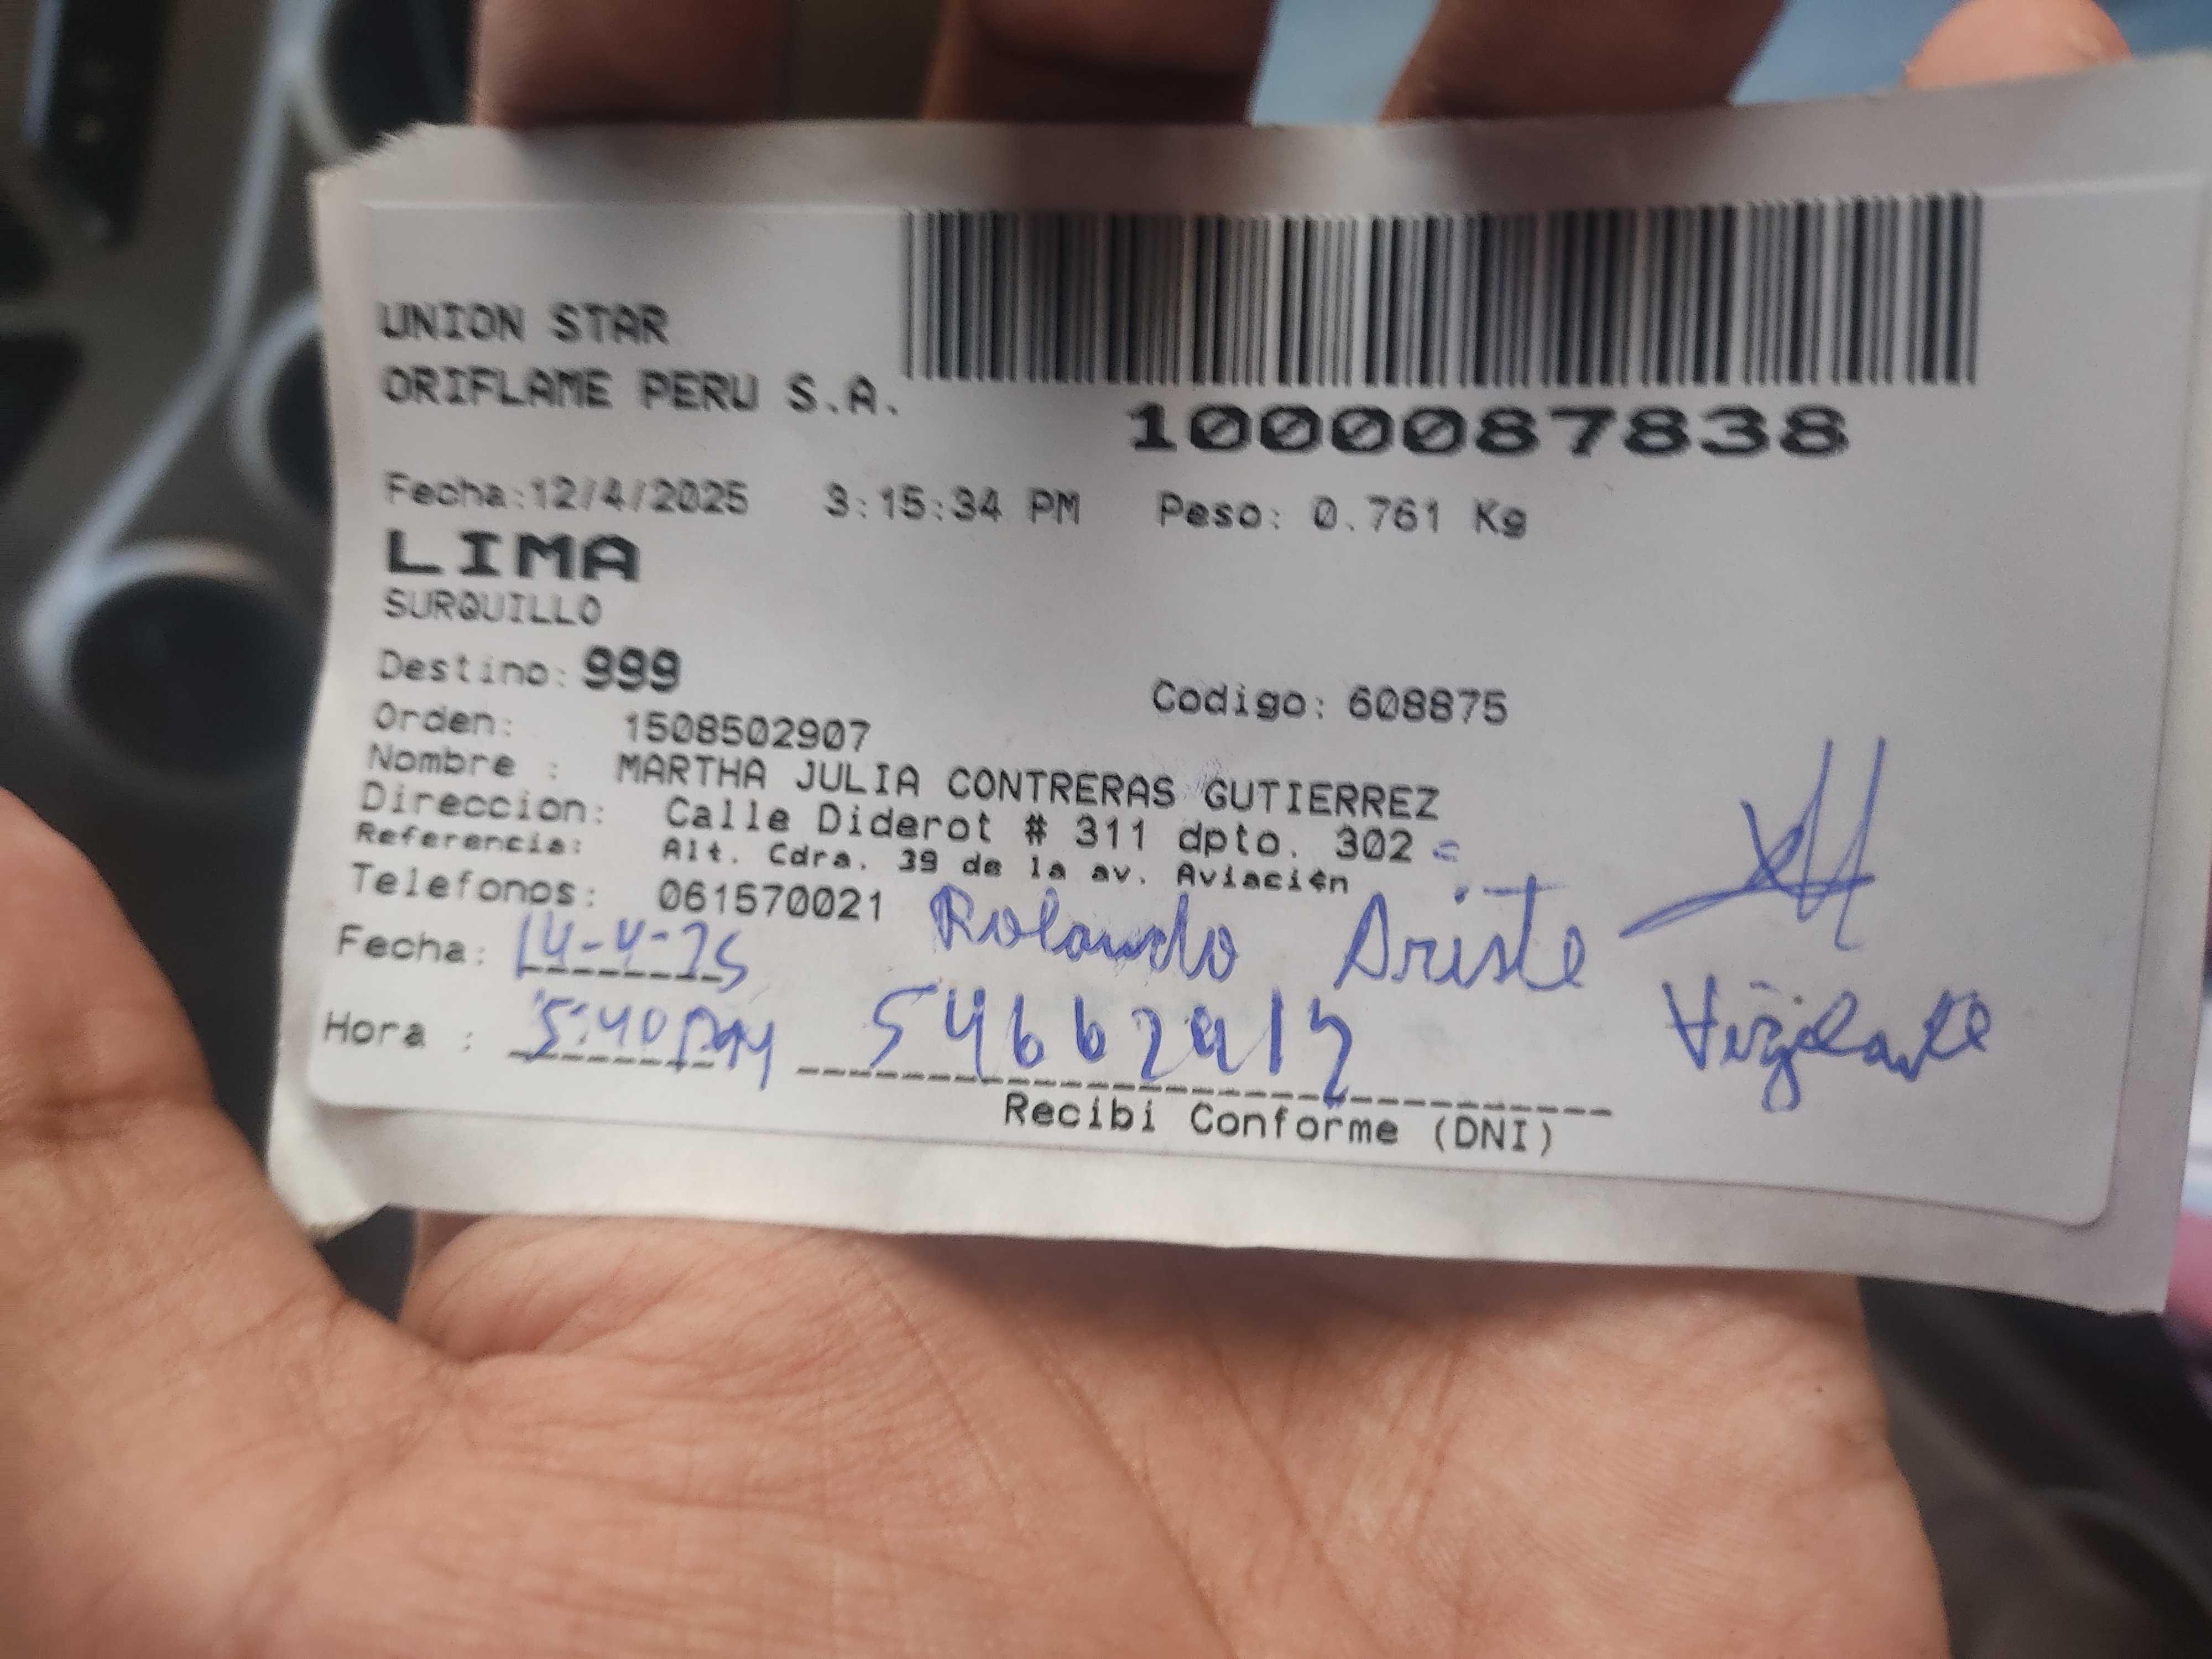 UNION STAR
ORIFLAME PERU S.A.
1000087838
Fecha:12/4/2025 3:15:34 PM Peso: 0.761 Kg
LIMA
SURQUILLO
Destino: 999 Codigo: 608875
Orden: 1508502907
Nombre : MARTHA JULIA CONTRERAS GUTIERREZ
Direccion: Calle Diderot # 311 dpto. 302
Referencia: Alt. Cdra. 39 de la av. Aviaci¢n
Telefonos: 061570021
Rolando Ariste
Fecha: 14-4-25
Hora : 5:40 PM
Vigilante
Recibi Conforme (DNI)